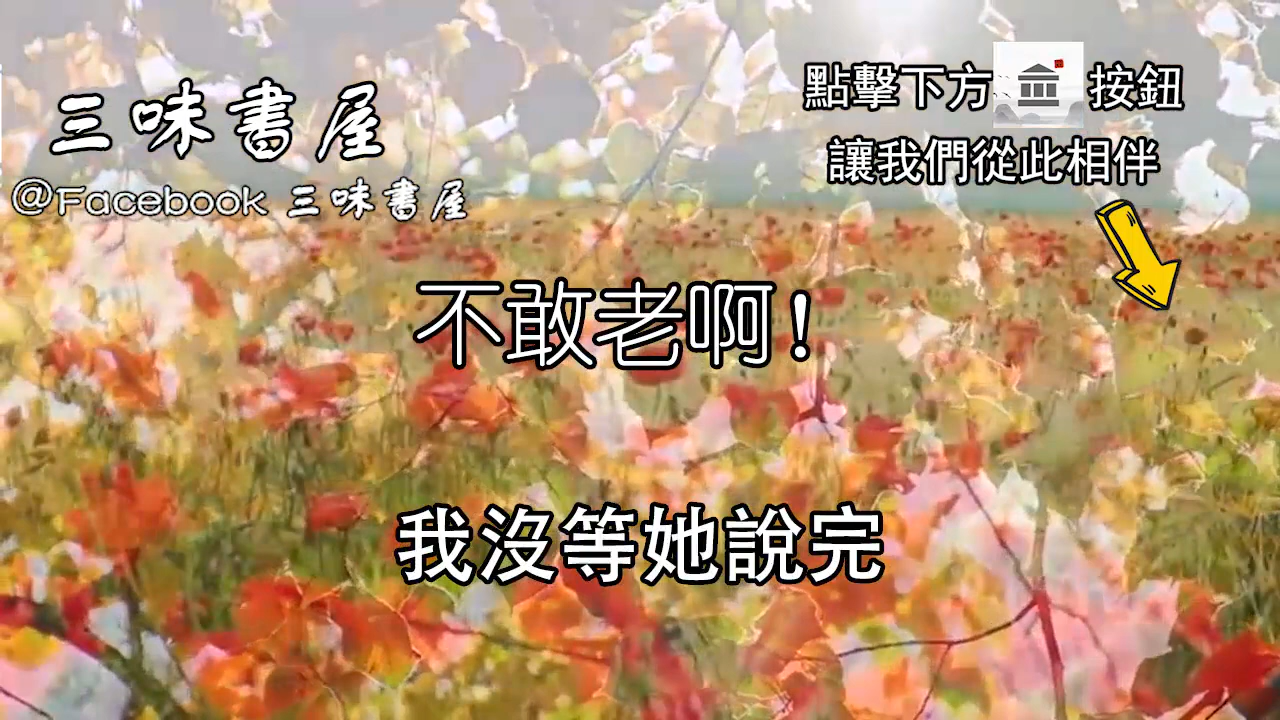 三味書屋
@Facebook 三味書屋
點擊下方 按鈕
讓我們從此相伴
不敢老啊!
我沒等她說完